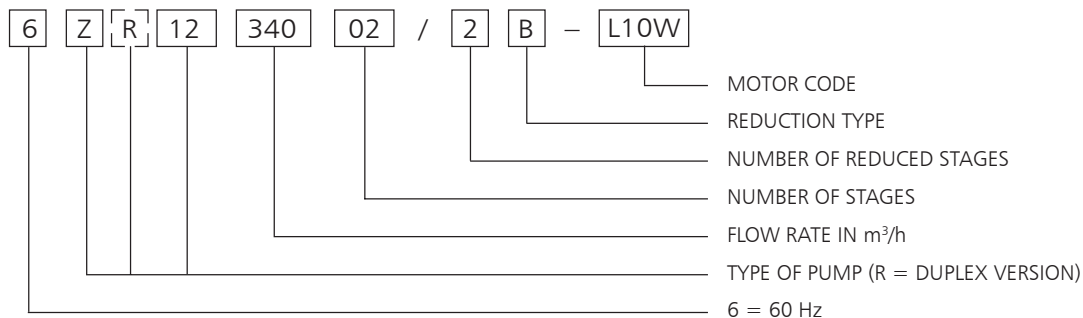 6 Z R 12 340 02 / 2 B – L10W
MOTOR CODE
REDUCTION TYPE
NUMBER OF REDUCED STAGES
NUMBER OF STAGES
FLOW RATE IN m³/h
TYPE OF PUMP (R = DUPLEX VERSION)
6 = 60 Hz